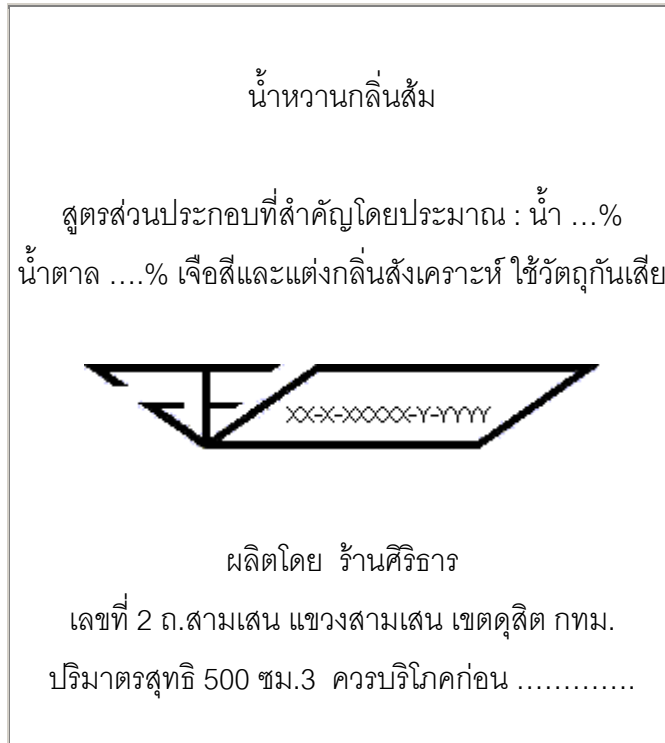 น้ำหวานกลิ่นส้ม
สูตรส่วนประกอบที่สำคัญโดยประมาณ : น้ำ ...%
น้ำตาล ....% เจือสีและแต่งกลิ่นสังเคราะห์ ใช้วัตถุกันเสีย
XX-X-XXXXX-Y-YYYY
ผลิตโดย ร้านศิริธาร
เลขที่ 2 ถ.สามเสน แขวงสามเสน เขตดุสิต กทม.
ปริมาตรสุทธิ 500 ซม.3 ควรบริโภคก่อน .............